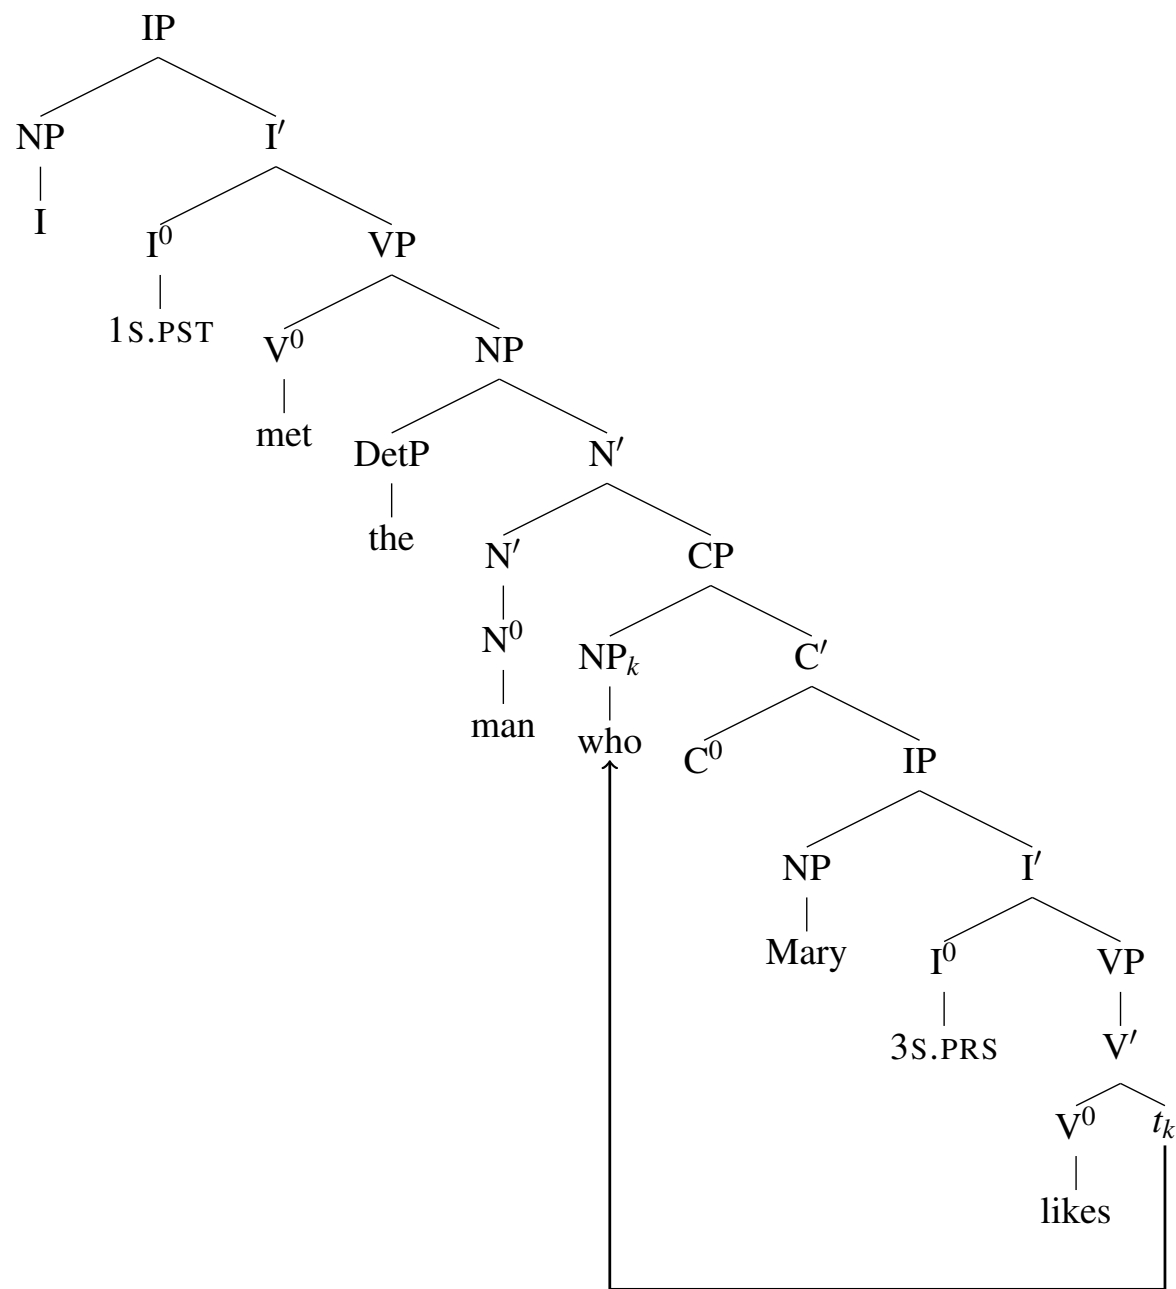 IP
NP I′
I
I⁰ VP
1S.PST
V⁰ NP
met
DetP N′
the
N′ CP
N⁰
NPₖ C′
man
who
C⁰ IP
NP I′
Mary
I⁰ VP
3S.PRS V′
V⁰ tₖ
likes